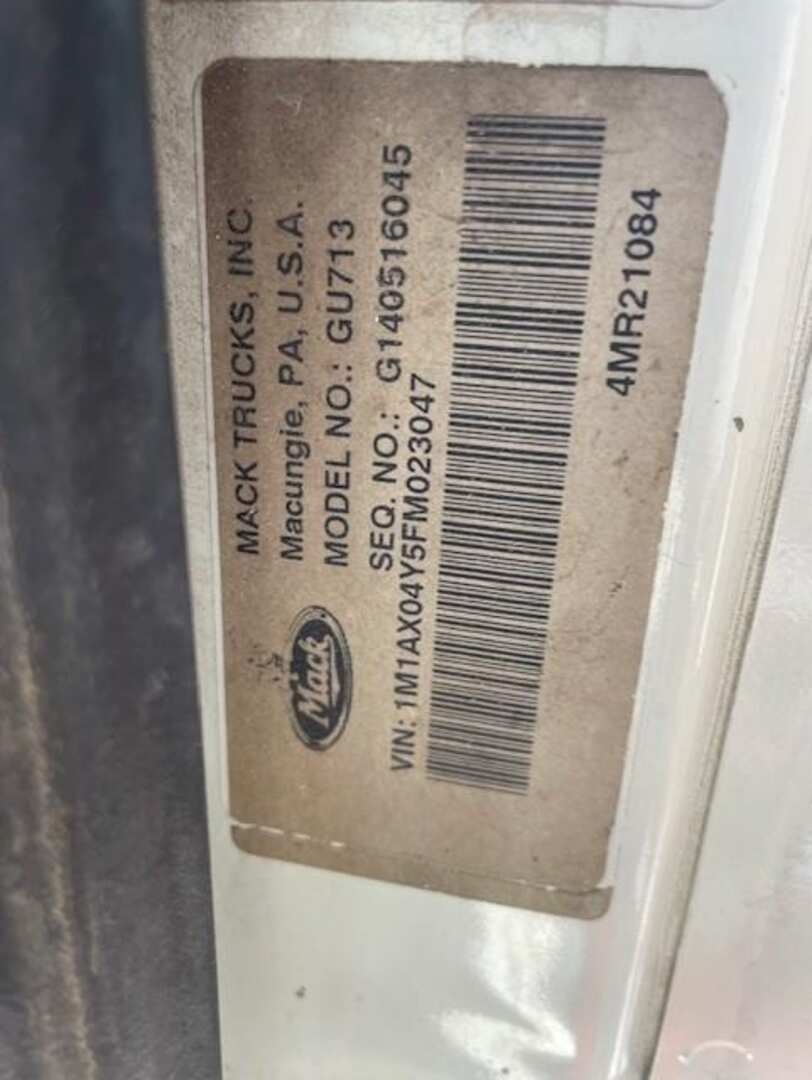 MACK TRUCKS, INC.
Macungie, PA, U.S.A.
MODEL NO.: GU713
SEQ. NO.: G140516045
Mack
VIN: 1M1AX04Y5FM023047
4MR21084